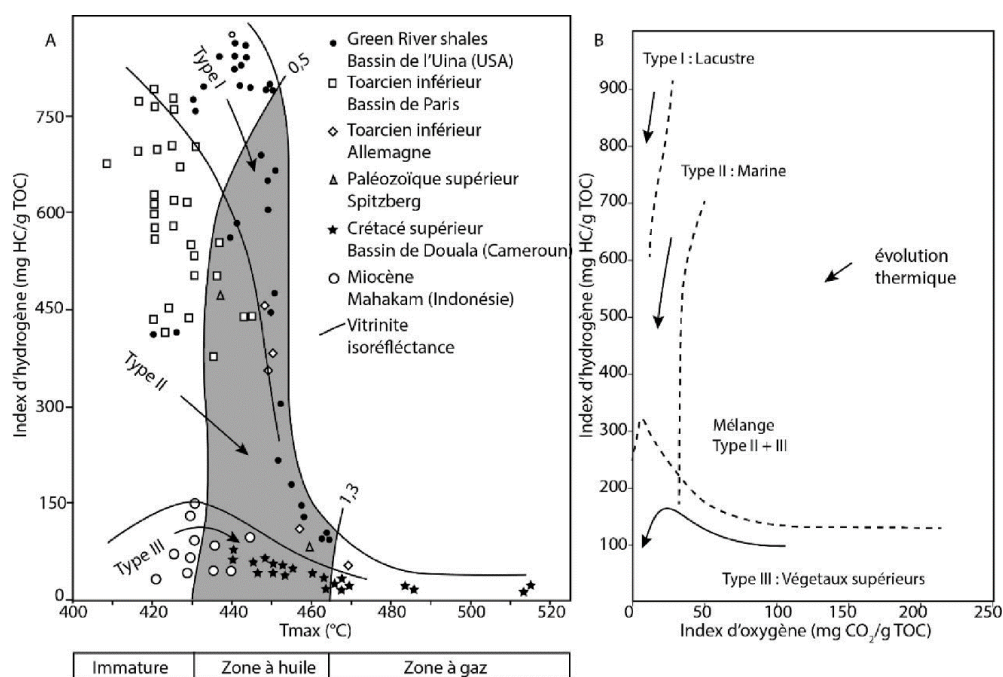 A
Type I
0,5
Green River shales
Bassin de l'Uina (USA)
Toarcien inférieur
Bassin de Paris
Toarcien inférieur
Allemagne
Paléozoïque supérieur
Spitzberg
Crétacé supérieur
Bassin de Douala (Cameroun)
Miocène
Mahakam (Indonésie)
Vitrinite
isoréfléctance
Type II
Type III
1,3
Index d'hydrogène (mg HC/g TOC)
750
600
450
300
150
0
400
420
440
460
480
500
520
Tmax (°C)
Immature
Zone à huile
Zone à gaz
B
Type I : Lacustre
Type II : Marine
évolution
thermique
Mélange
Type II + III
Type III : Végetaux supérieurs
Index d'hydrogène (mg HC/g TOC)
900
800
700
600
500
400
300
200
100
0
50
100
150
200
250
Index d'oxygène (mg CO₂/g TOC)